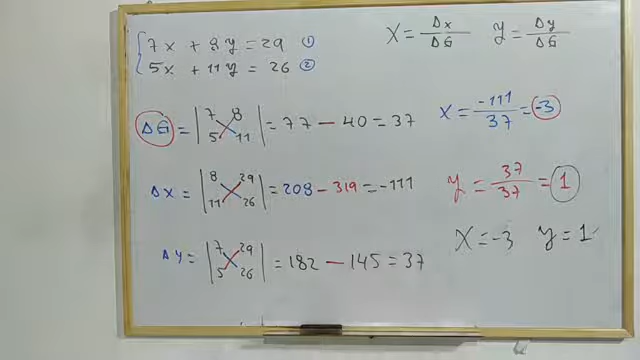 7x + 8y = 29 ①
5x + 11y = 26 ②
X = Δx/ΔG y = Δy/ΔG
ΔG = |7 8 5 11| = 77 − 40 = 37
x = -111/37 = -3
Δx = |8 29 11 26| = 208 − 319 = -111
y = 37/37 = 1
X = -3 y = 1
Δy = |7 29 5 26| = 182 − 145 = 37